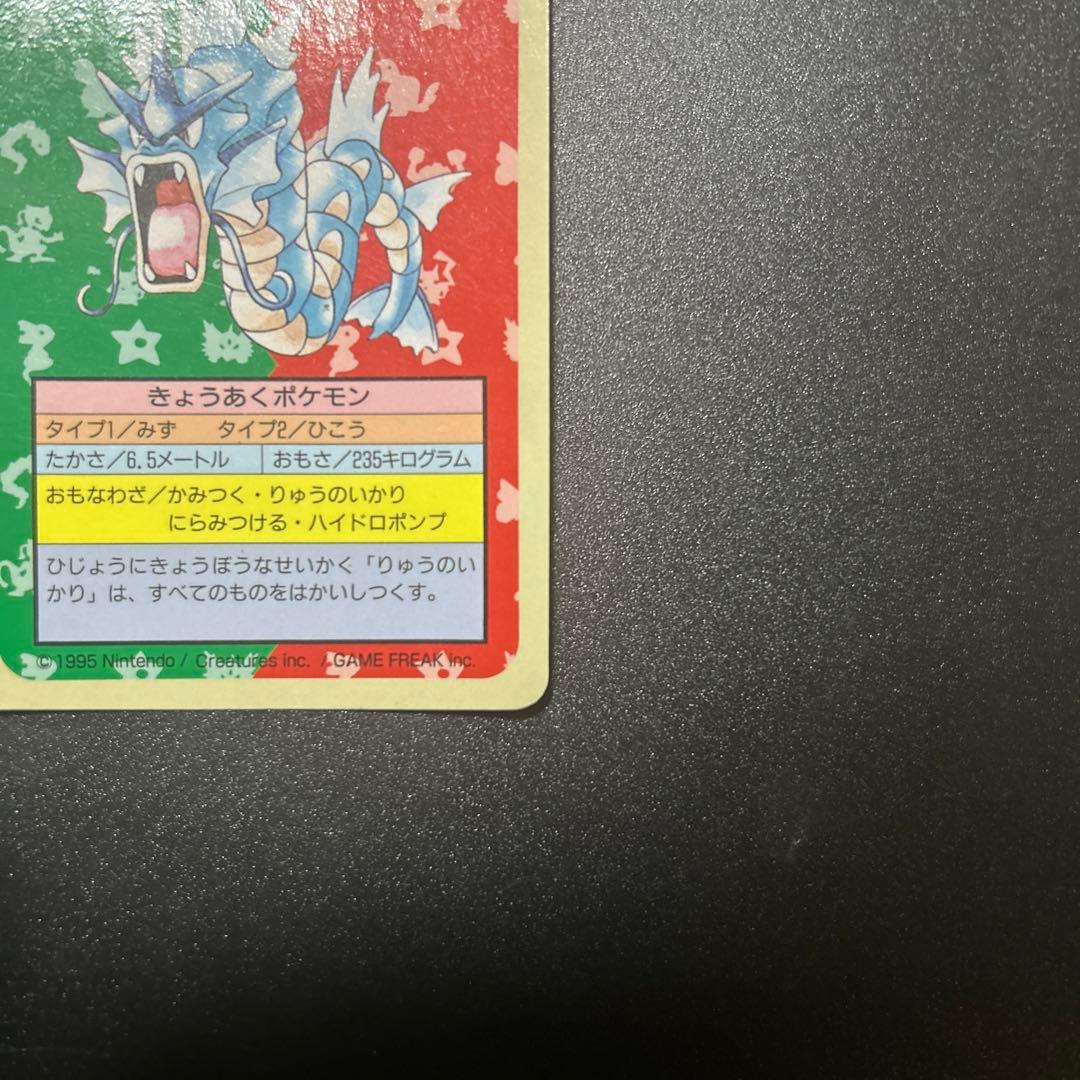 きょうあくポケモン
タイプ1／みず　タイプ2／ひこう
たかさ／6.5メートル　おもさ／235キログラム
おもなわざ／かみつく・りゅうのいかり
にらみつける・ハイドロポンプ
ひじょうにきょうぼうなせいかく「りゅうのい
かり」は、すべてのものをはかいしつくす。
©1995 Nintendo / Creatures inc. / GAME FREAK inc.